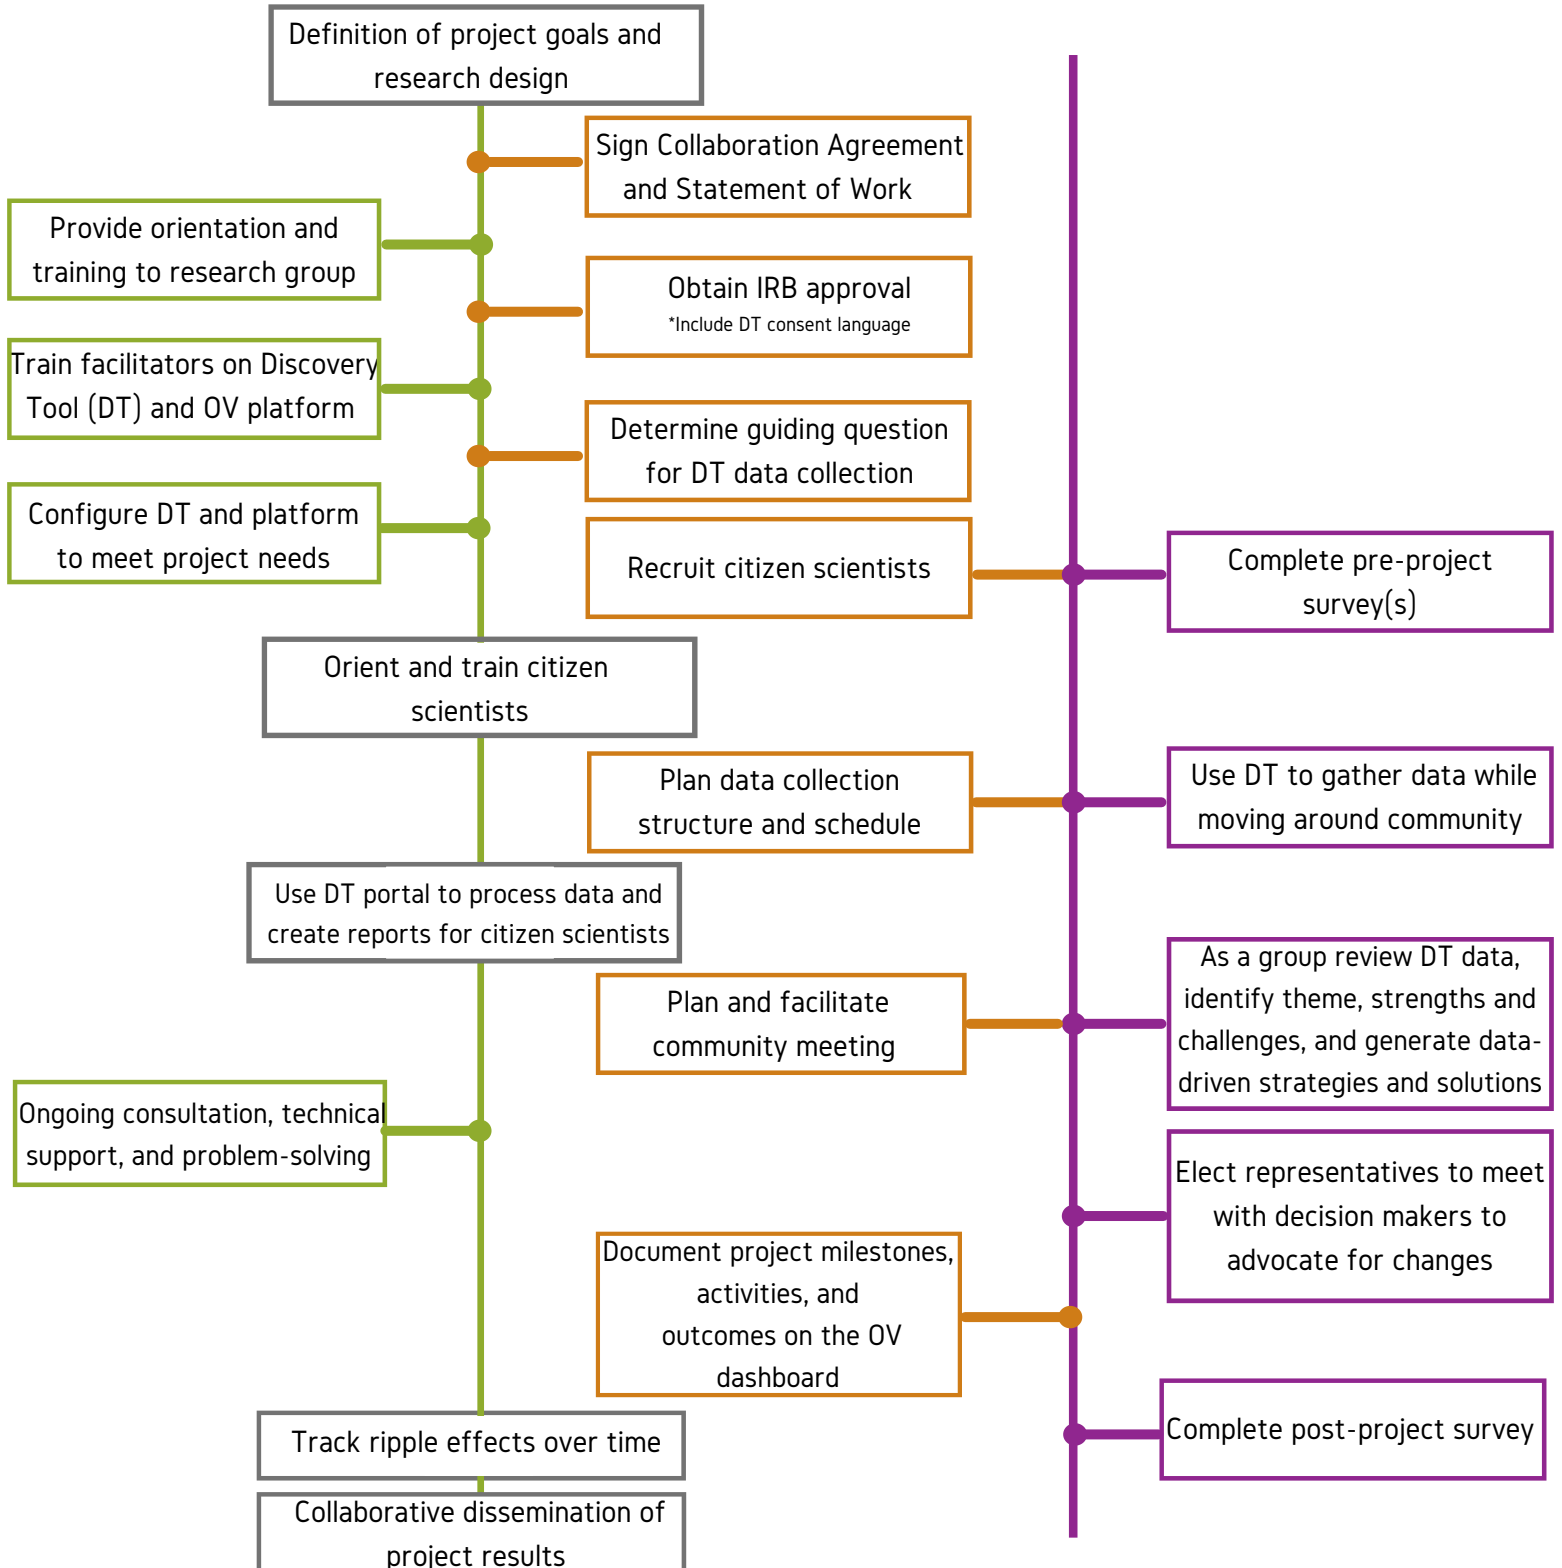 Definition of project goals and
research design
Sign Collaboration Agreement
and Statement of Work
Provide orientation and
training to research group
Obtain IRB approval
*Include DT consent language
Train facilitators on Discovery
Tool (DT) and OV platform
Determine guiding question
for DT data collection
Configure DT and platform
to meet project needs
Recruit citizen scientists
Complete pre-project
survey(s)
Orient and train citizen
scientists
Plan data collection
structure and schedule
Use DT to gather data while
moving around community
Use DT portal to process data and
create reports for citizen scientists
As a group review DT data,
identify theme, strengths and
challenges, and generate data-
driven strategies and solutions
Plan and facilitate
community meeting
Ongoing consultation, technical
support, and problem-solving
Elect representatives to meet
with decision makers to
advocate for changes
Document project milestones,
activities, and
outcomes on the OV
dashboard
Complete post-project survey
Track ripple effects over time
Collaborative dissemination of
project results